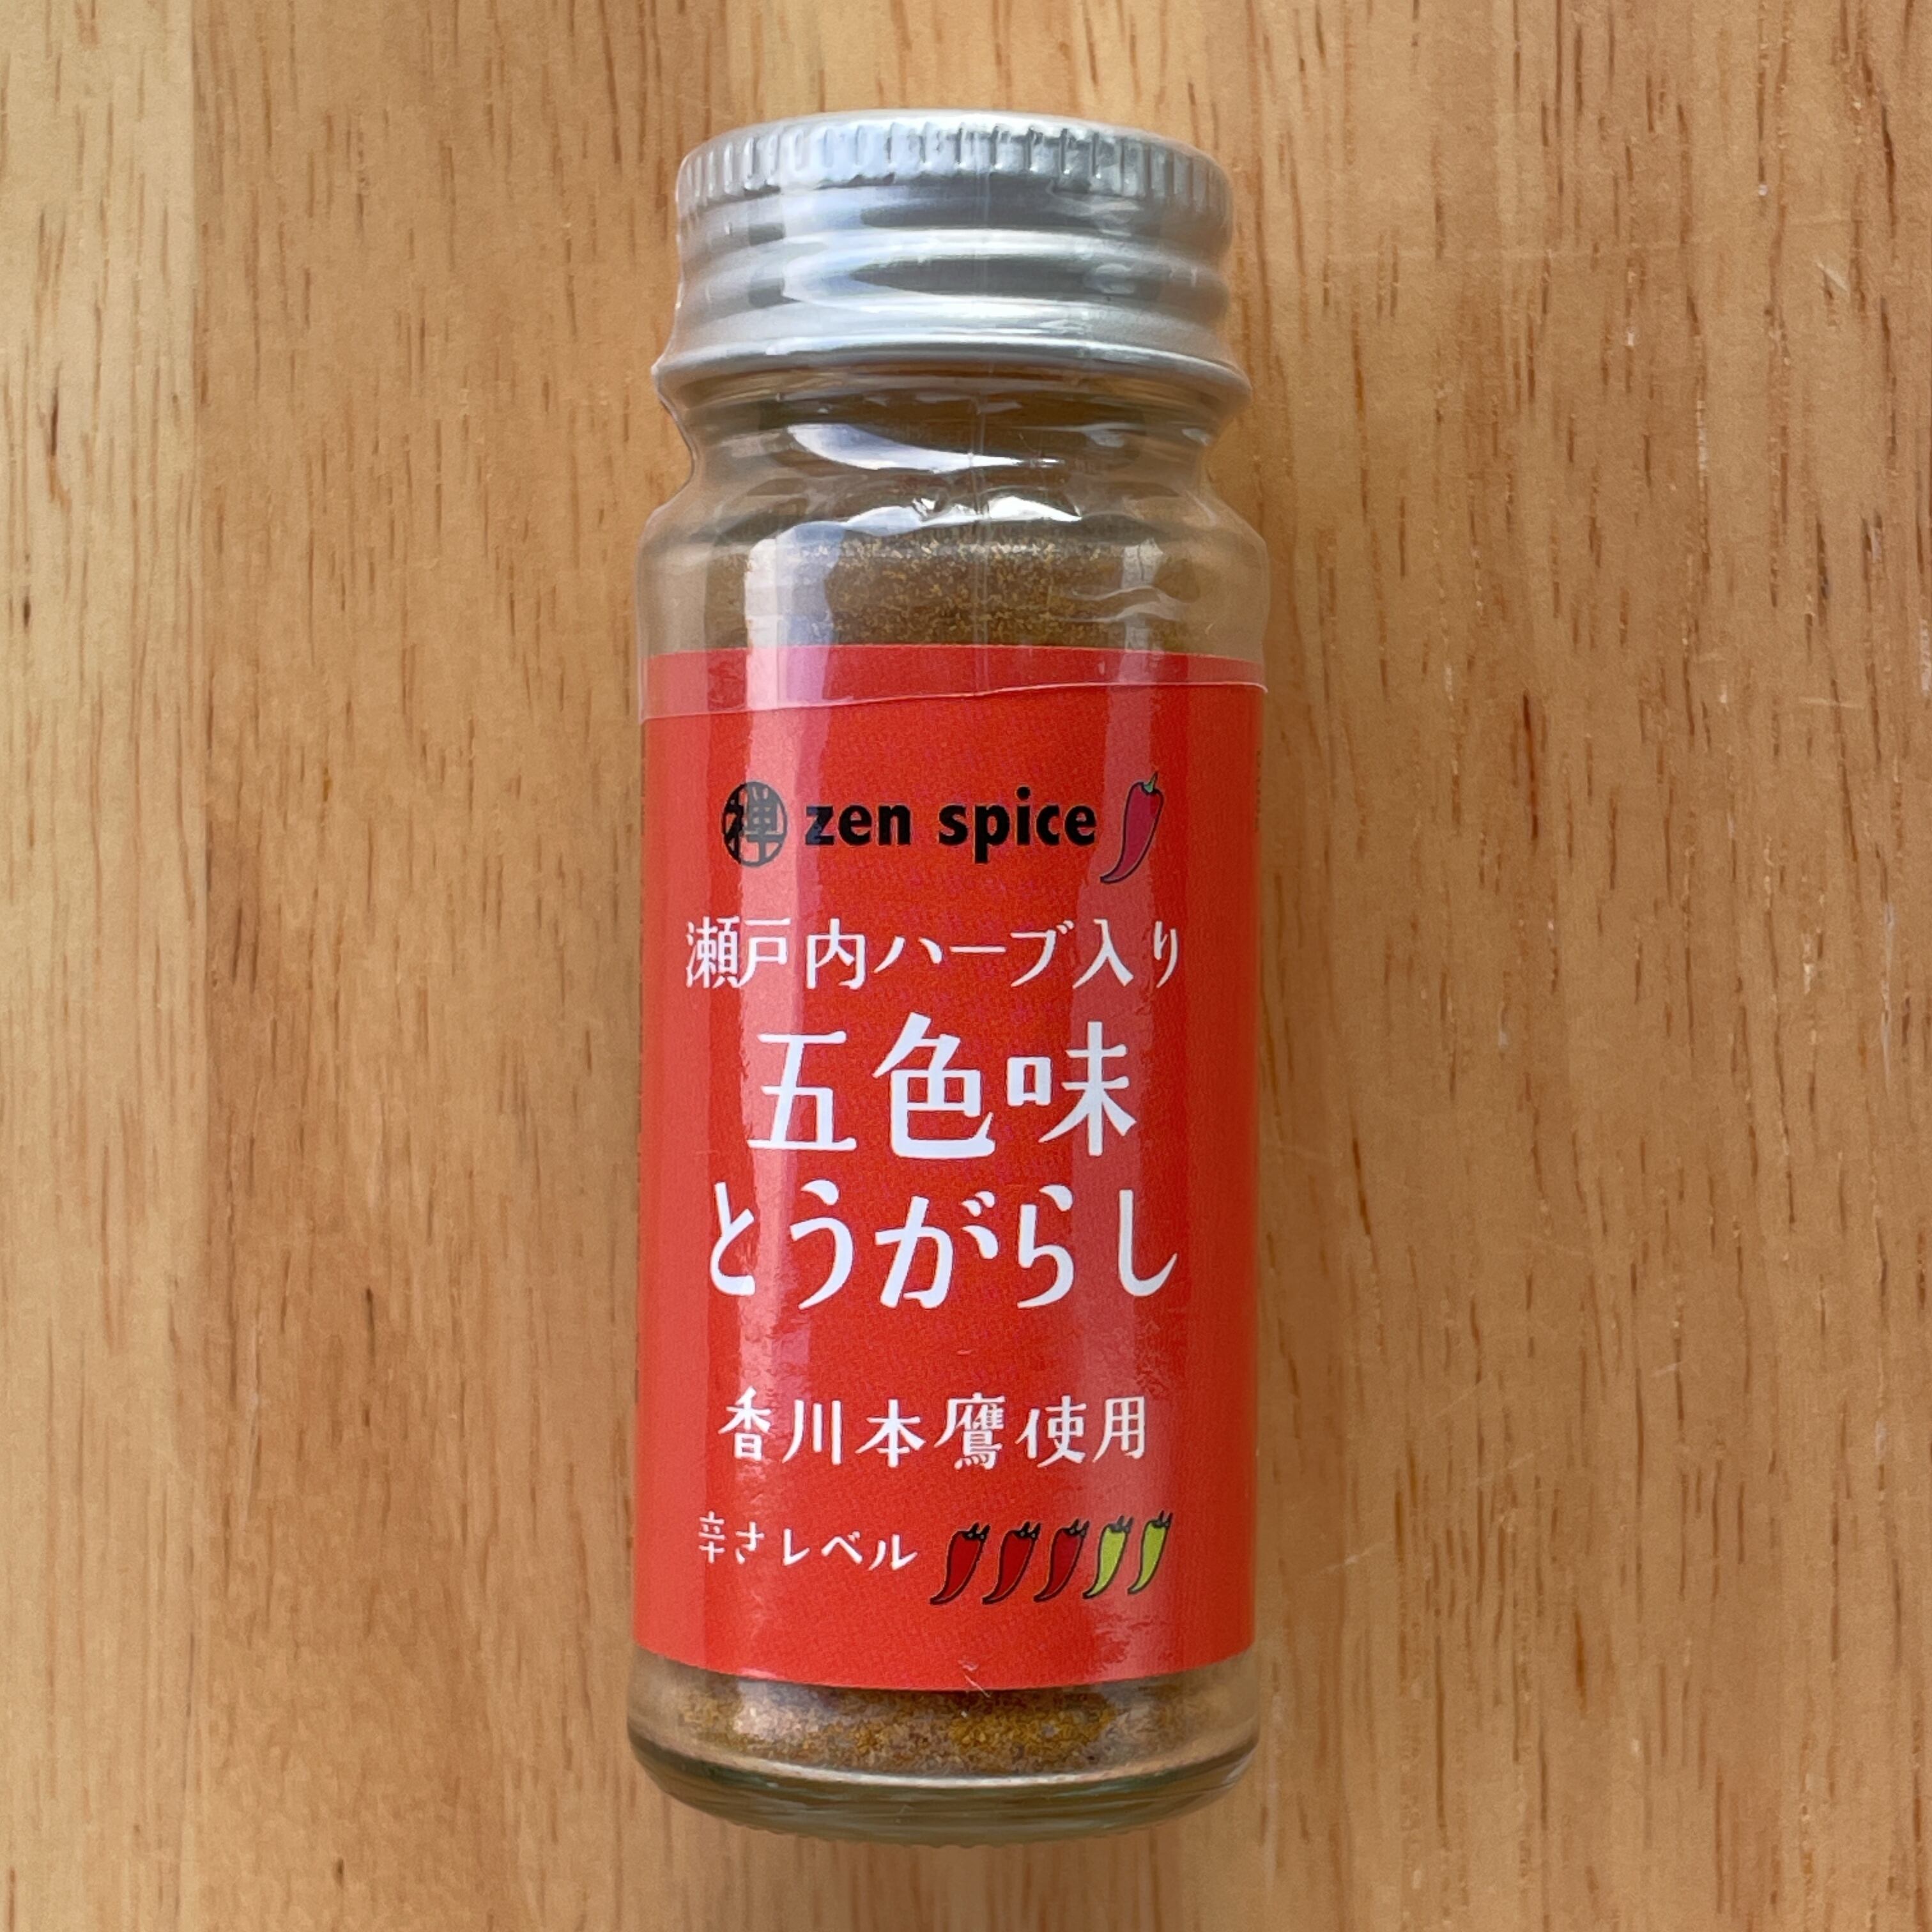 禅 zen spice
瀬戸内ハーブ入り
五色味
とうがらし
香川本鷹使用
辛さレベル